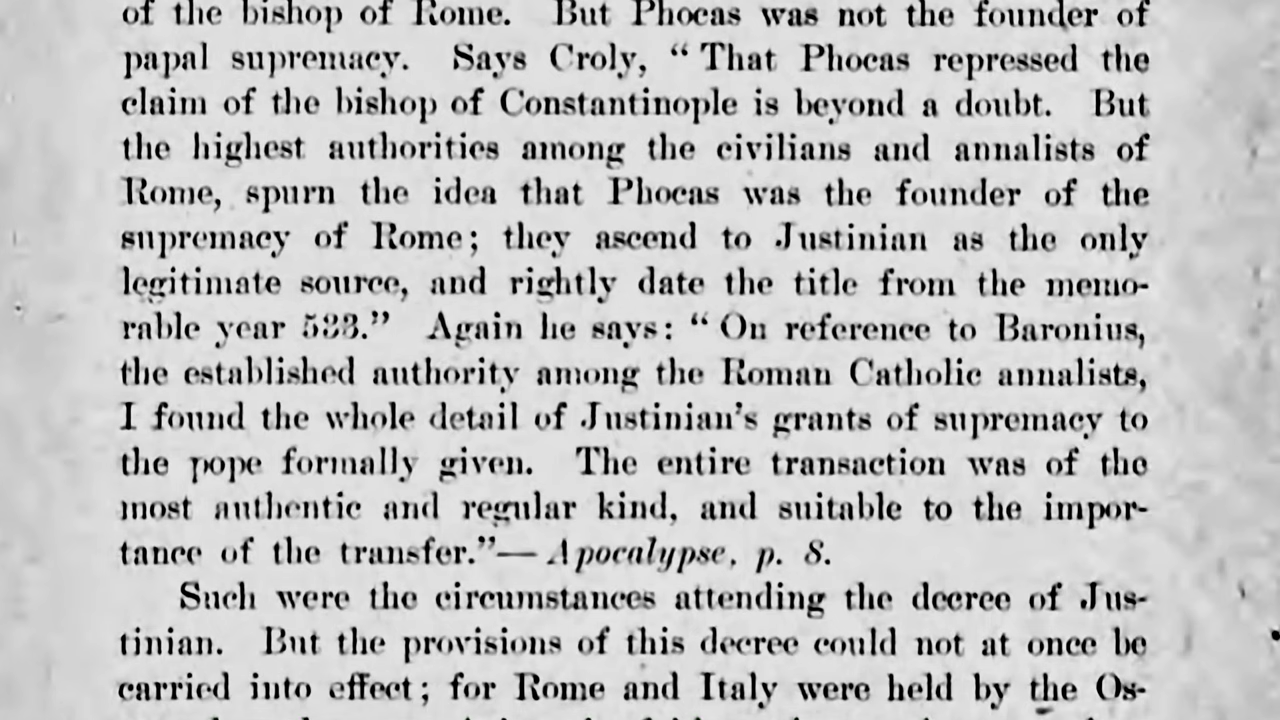 of the bishop of Rome. But Phocas was not the founder of
papal supremacy. Says Croly, “ That Phocas repressed the
claim of the bishop of Constantinople is beyond a doubt. But
the highest authorities among the civilians and annalists of
Rome, spurn the idea that Phocas was the founder of the
supremacy of Rome; they ascend to Justinian as the only
legitimate source, and rightly date the title from the memo-
rable year 533.” Again he says: “ On reference to Baronius,
the established authority among the Roman Catholic annalists,
I found the whole detail of Justinian’s grants of supremacy to
the pope formally given. The entire transaction was of the
most authentic and regular kind, and suitable to the impor-
tance of the transfer.”— Apocalypse, p. 8.
Such were the circumstances attending the decree of Jus-
tinian. But the provisions of this decree could not at once be
carried into effect; for Rome and Italy were held by the Os-